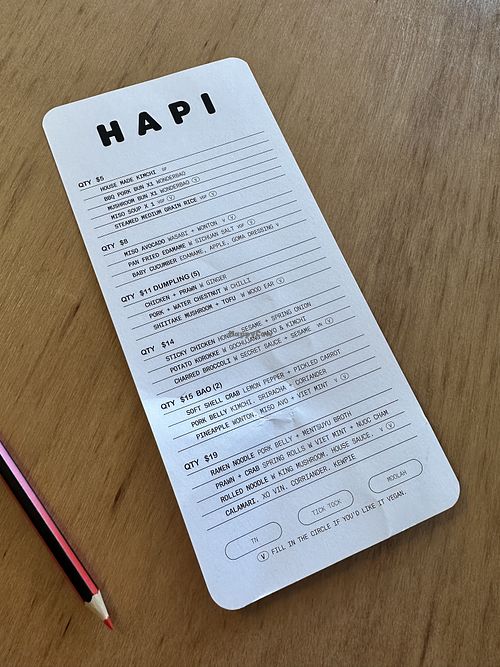 HAPI
QTY $5
HOUSE MADE KIMCHI GF
BBQ PORK BUN X1 WONDERBAO
MUSHROOM BUN X1 WONDERBAO V
MISO SOUP X 1 VGF V
STEAMED MEDIUM GRAIN RICE VGF V
QTY $8
MISO AVOCADO WASABI + WONTON V V
PAN FRIED EDAMAME W SICHUAN SALT VGF V
BABY CUCUMBER EDAMAME, APPLE, GOMA DRESSING V
QTY $11 DUMPLING (5)
CHICKEN + PRAWN W GINGER
PORK + WATER CHESTNUT W CHILLI
SHIITAKE MUSHROOM + TOFU W WOOD EAR V
QTY $14
STICKY CHICKEN HONEY, SESAME + SPRING ONION
POTATO KOROKKE W GOCHUJANG MAYO & KIMCHI
CHARRED BROCCOLI W SECRET SAUCE + SESAME VN V
QTY $15 BAO (2)
SOFT SHELL CRAB LEMON PEPPER + PICKLED CARROT
PORK BELLY KIMCHI, SRIRACHA + CORIANDER
PINEAPPLE WONTON, MISO AVO + VIET MINT V V
QTY $19
RAMEN NOODLE PORK BELLY + MENTSUYU BROTH
PRAWN + CRAB SPRING ROLLS W VIET MINT + NUOC CHAM
ROLLED NOODLE W KING MUSHROOM, HOUSE SAUCE, V V
CALAMARI, XO VIN, CORRIANDER, KEWPIE
TN TICK TOCK MOOLAH
V FILL IN THE CIRCLE IF YOU'D LIKE IT VEGAN.